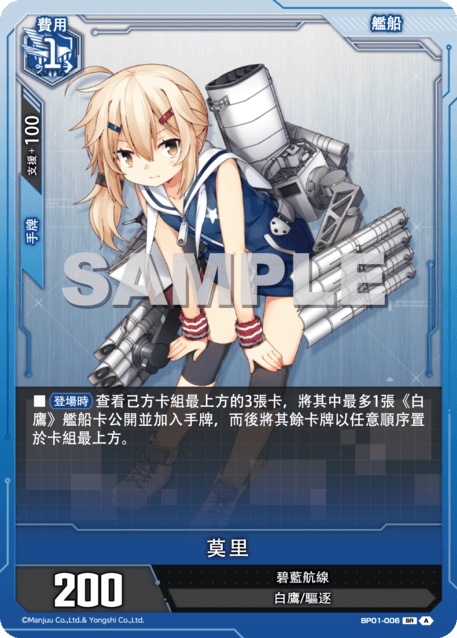 費用
艦船
1
支援+100
手牌
SAMPLE
■ 登場時 查看己方卡組最上方的3張卡，將其中最多1張《白
鷹》艦船卡公開並加入手牌，而後將其餘卡牌以任意順序置
於卡組最上方。
莫里
200
碧藍航線
白鷹/驅逐
©Manjuu Co.,Ltd.& Yongshi Co.,Ltd.
BP01-006 SR A